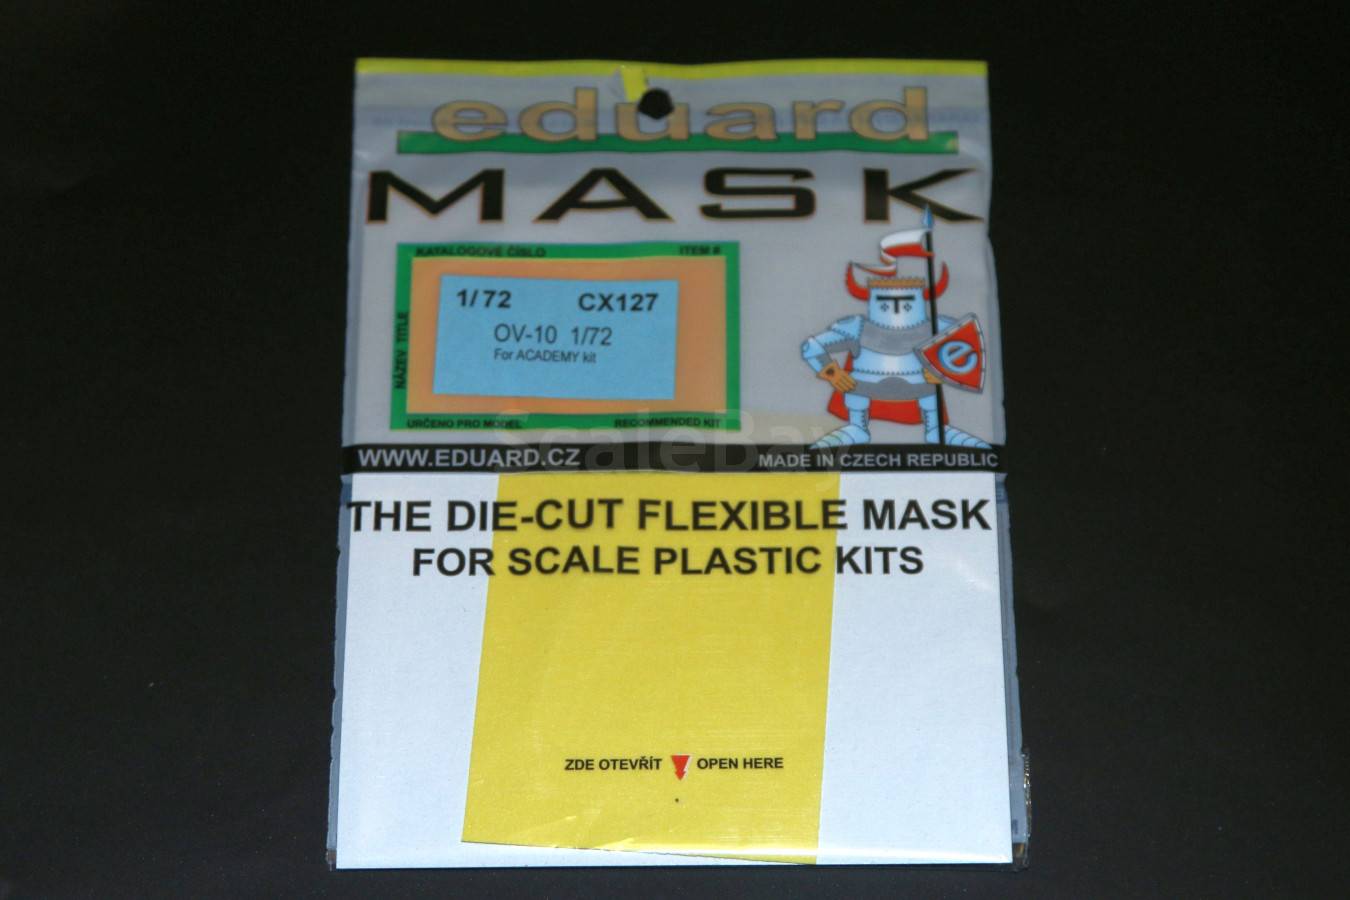 eduard
MASK
KATALOGOVÉ ČÍSLO ITEM #
1/72 CX127
OV-10 1/72
For ACADEMY kit
NÁZEV TITLE
URČENO PRO MODEL RECOMMENDED KIT
e
ScaleBay
WWW.EDUARD.CZ MADE IN CZECH REPUBLIC
THE DIE-CUT FLEXIBLE MASK
FOR SCALE PLASTIC KITS
ZDE OTEVŘÍT OPEN HERE